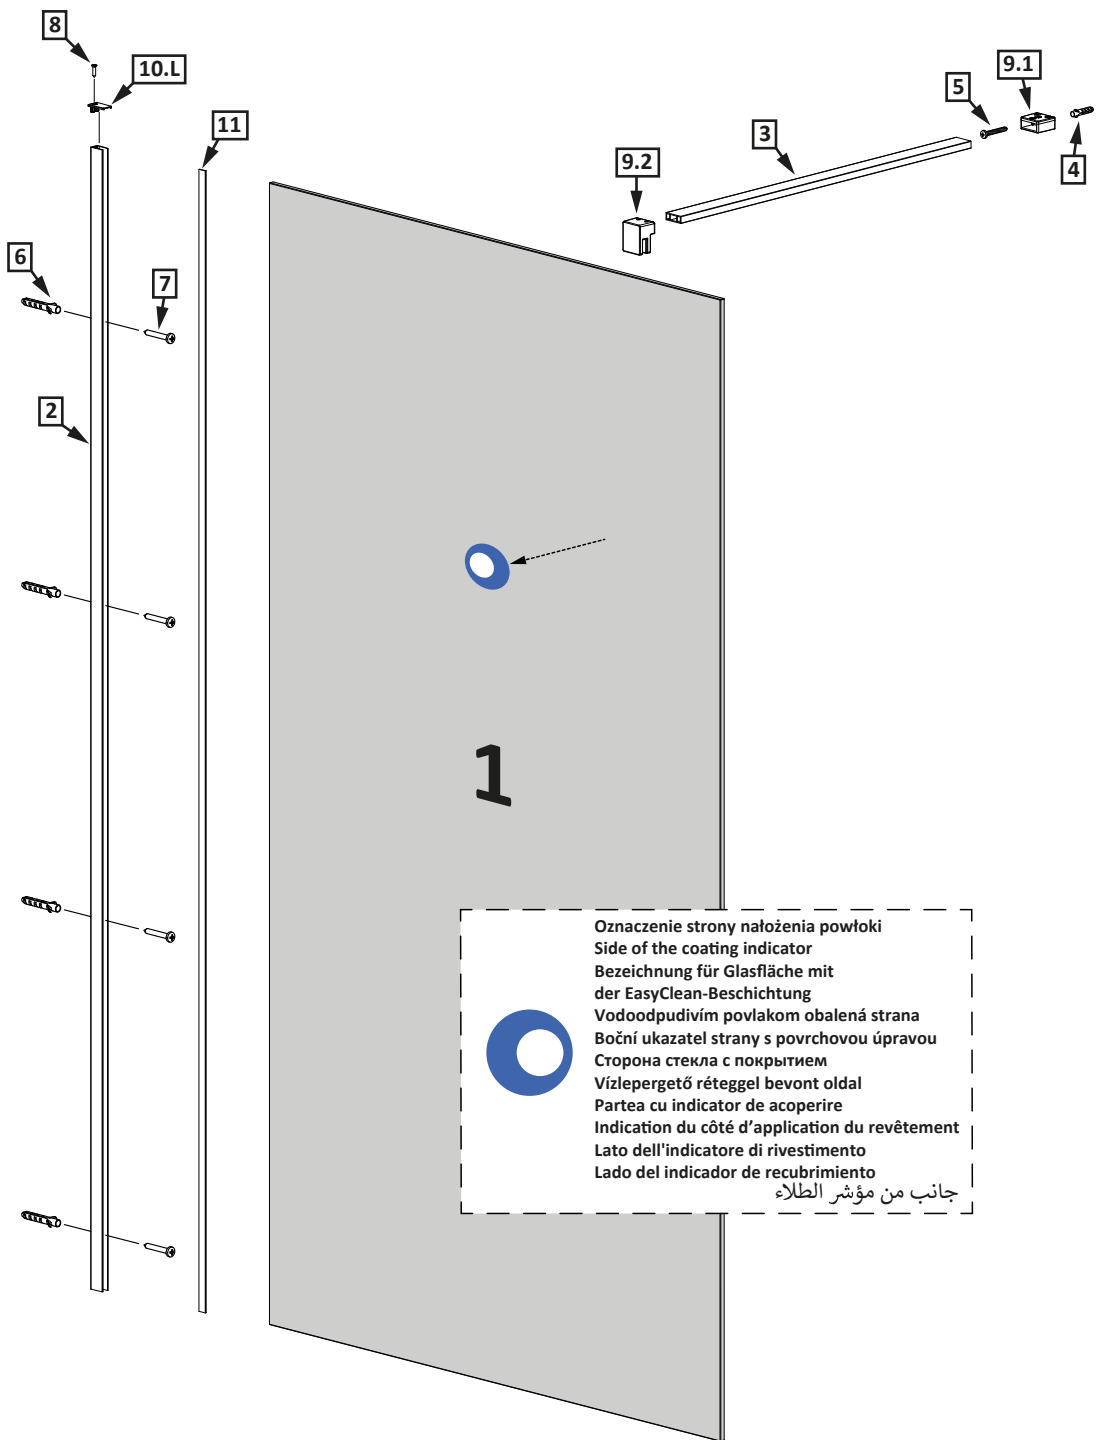 8
10.L
11
9.1
5
3
4
9.2
6
7
2
1
Oznaczenie strony nałożenia powłoki
Side of the coating indicator
Bezeichnung für Glasfläche mit
der EasyClean-Beschichtung
Vodoodpudivím povlakom obalená strana
Boční ukazatel strany s povrchovou úpravou
Сторона стекла с покрытием
Vízlepergető réteggel bevont oldal
Partea cu indicator de acoperire
Indication du côté d’application du revêtement
Lato dell'indicatore di rivestimento
Lado del indicador de recubrimiento
جانب من مؤشر الطلاء